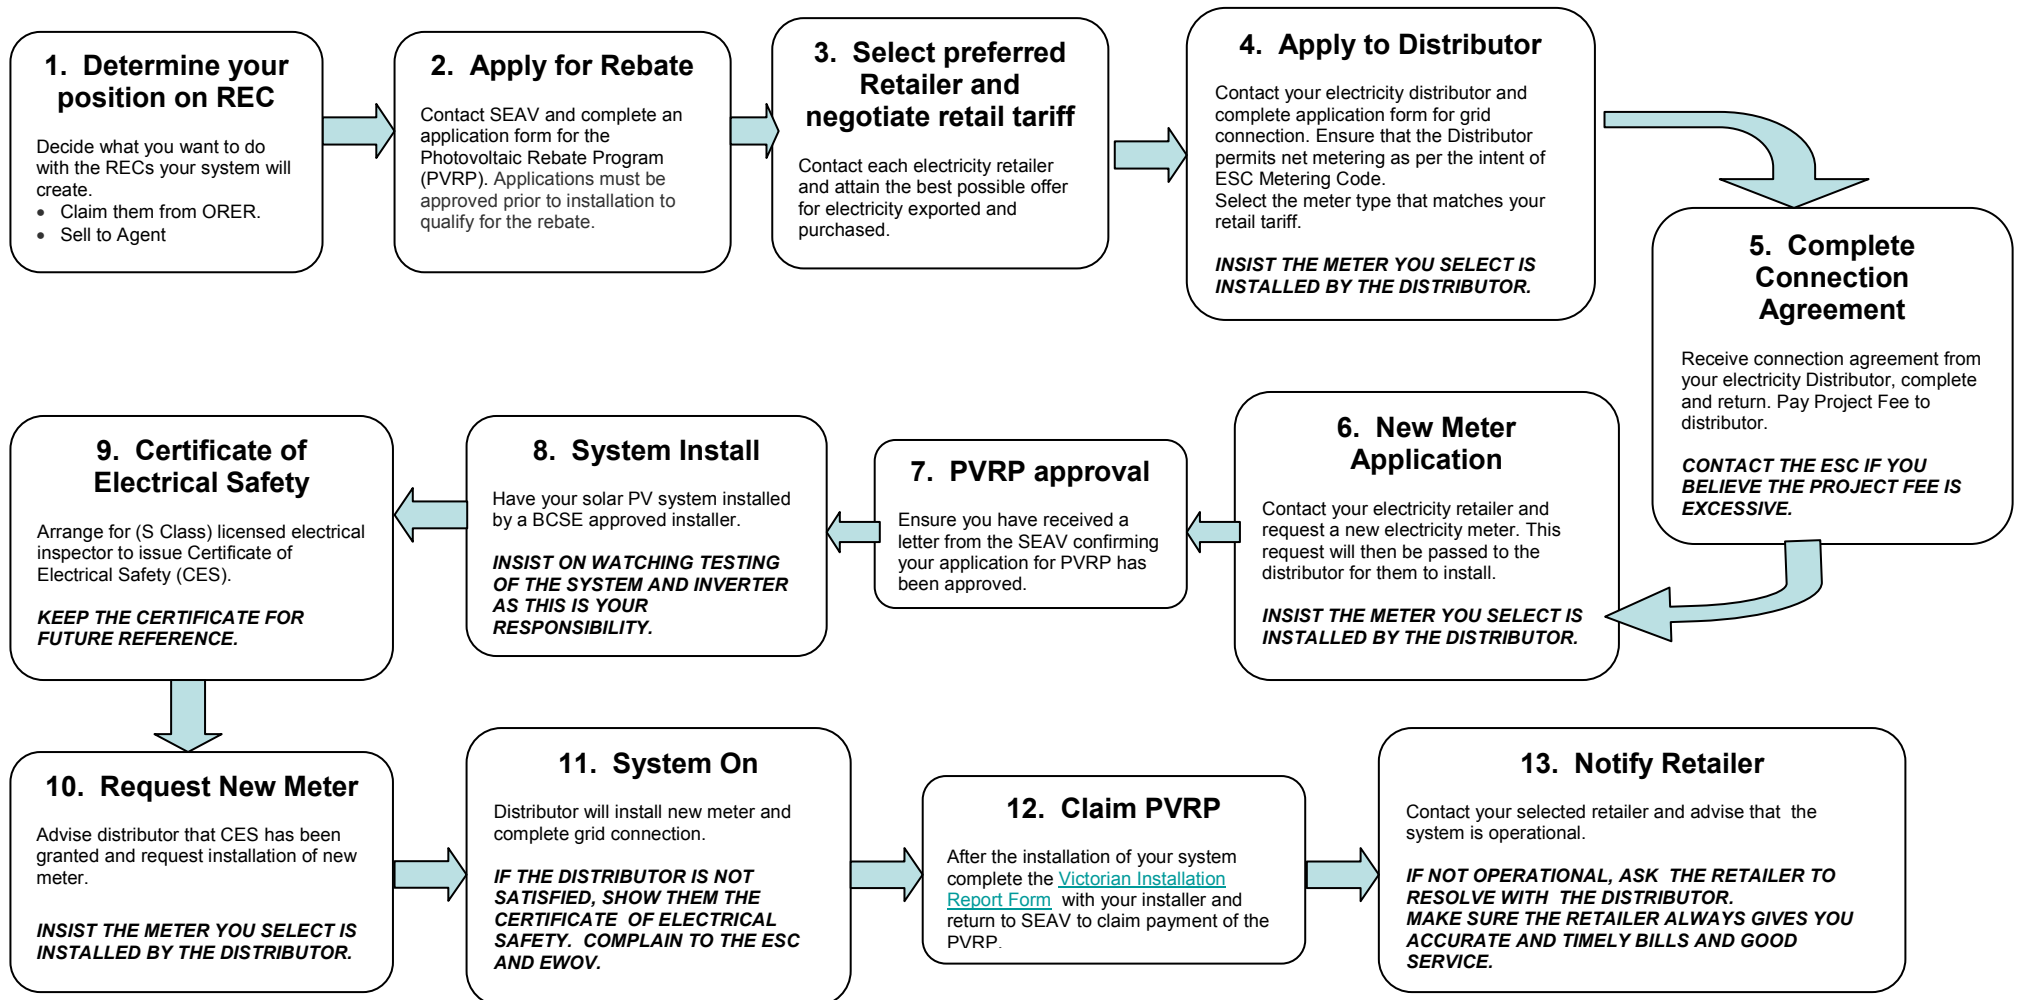 1. Determine your
position on REC
Decide what you want to do
with the RECs your system will
create.
• Claim them from ORER.
• Sell to Agent
2. Apply for Rebate
Contact SEAV and complete an
application form for the
Photovoltaic Rebate Program
(PVRP). Applications must be
approved prior to installation to
qualify for the rebate.
3. Select preferred
Retailer and
negotiate retail tariff
Contact each electricity retailer
and attain the best possible offer
for electricity exported and
purchased.
4. Apply to Distributor
Contact your electricity distributor and
complete application form for grid
connection. Ensure that the Distributor
permits net metering as per the intent of
ESC Metering Code.
Select the meter type that matches your
retail tariff.
INSIST THE METER YOU SELECT IS
INSTALLED BY THE DISTRIBUTOR.
5. Complete
Connection
Agreement
Receive connection agreement from
your electricity Distributor, complete
and return. Pay Project Fee to
distributor.
CONTACT THE ESC IF YOU
BELIEVE THE PROJECT FEE IS
EXCESSIVE.
6. New Meter
Application
Contact your electricity retailer and
request a new electricity meter. This
request will then be passed to the
distributor for them to install.
INSIST THE METER YOU SELECT IS
INSTALLED BY THE DISTRIBUTOR.
7. PVRP approval
Ensure you have received a
letter from the SEAV confirming
your application for PVRP has
been approved.
8. System Install
Have your solar PV system installed
by a BCSE approved installer.
INSIST ON WATCHING TESTING
OF THE SYSTEM AND INVERTER
AS THIS IS YOUR
RESPONSIBILITY.
9. Certificate of
Electrical Safety
Arrange for (S Class) licensed electrical
inspector to issue Certificate of
Electrical Safety (CES).
KEEP THE CERTIFICATE FOR
FUTURE REFERENCE.
10. Request New Meter
Advise distributor that CES has been
granted and request installation of new
meter.
INSIST THE METER YOU SELECT IS
INSTALLED BY THE DISTRIBUTOR.
11. System On
Distributor will install new meter and
complete grid connection.
IF THE DISTRIBUTOR IS NOT
SATISFIED, SHOW THEM THE
CERTIFICATE OF ELECTRICAL
SAFETY. COMPLAIN TO THE ESC
AND EWOV.
12. Claim PVRP
After the installation of your system
complete the Victorian Installation
Report Form with your installer and
return to SEAV to claim payment of the
PVRP.
13. Notify Retailer
Contact your selected retailer and advise that the
system is operational.
IF NOT OPERATIONAL, ASK THE RETAILER TO
RESOLVE WITH THE DISTRIBUTOR.
MAKE SURE THE RETAILER ALWAYS GIVES YOU
ACCURATE AND TIMELY BILLS AND GOOD
SERVICE.